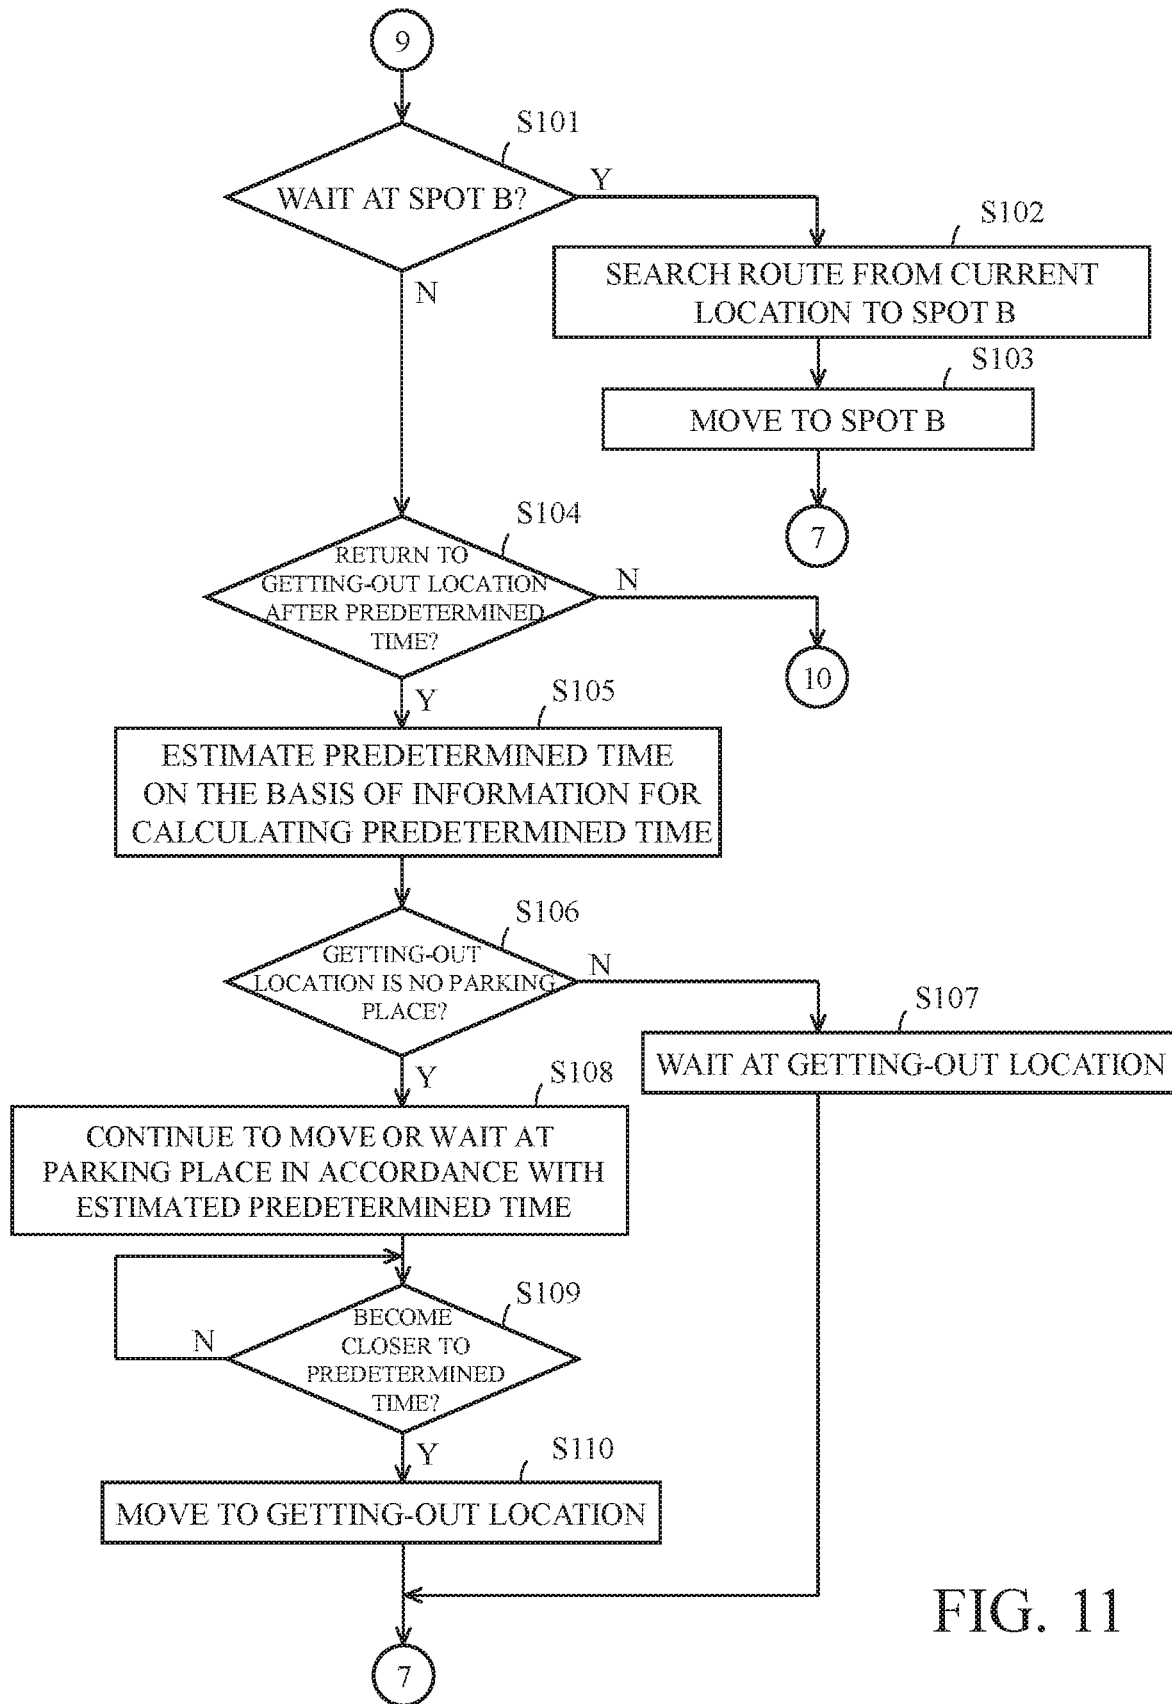 9
S101
WAIT AT SPOT B?
Y
N
S102
SEARCH ROUTE FROM CURRENT
LOCATION TO SPOT B
S103
MOVE TO SPOT B
7
S104
RETURN TO
GETTING-OUT LOCATION
AFTER PREDETERMINED
TIME?
N
Y
10
S105
ESTIMATE PREDETERMINED TIME
ON THE BASIS OF INFORMATION FOR
CALCULATING PREDETERMINED TIME
S106
GETTING-OUT
LOCATION IS NO PARKING
PLACE?
N
Y
S107
WAIT AT GETTING-OUT LOCATION
S108
CONTINUE TO MOVE OR WAIT AT
PARKING PLACE IN ACCORDANCE WITH
ESTIMATED PREDETERMINED TIME
S109
BECOME
CLOSER TO
PREDETERMINED
TIME?
N
Y
S110
MOVE TO GETTING-OUT LOCATION
7
FIG. 11